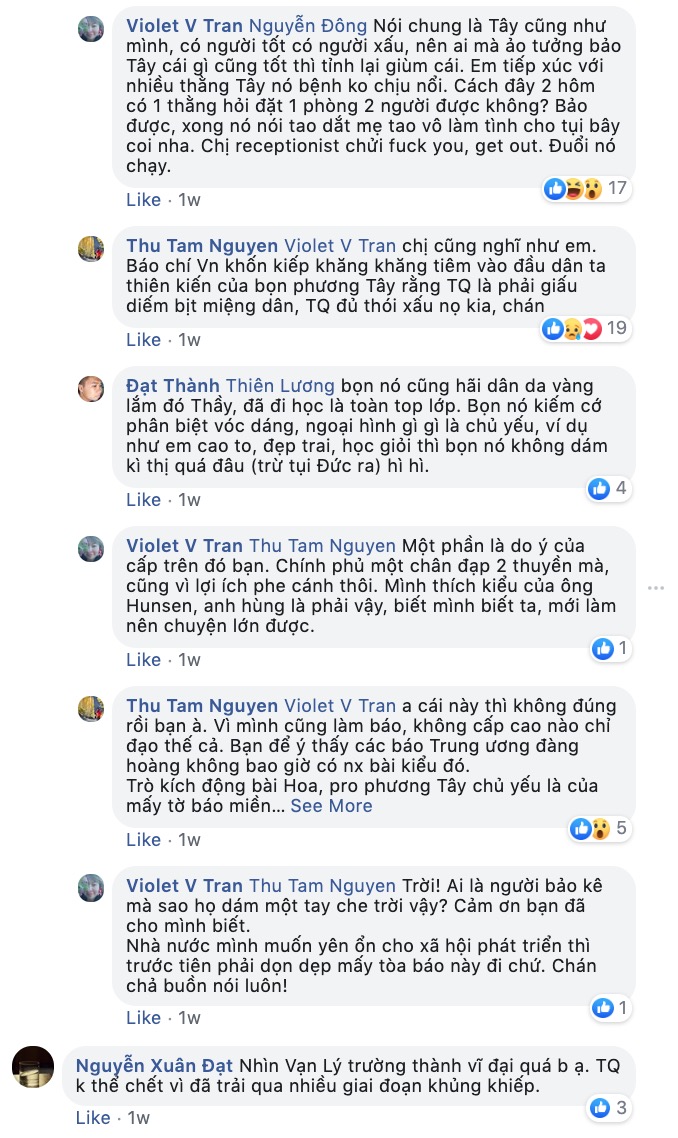 Violet V Tran Nguyễn Đông Nói chung là Tây cũng như
mình, có người tốt có người xấu, nên ai mà ảo tưởng bảo
Tây cái gì cũng tốt thì tỉnh lại giùm cái. Em tiếp xúc với
nhiều thằng Tây nó bệnh ko chịu nổi. Cách đây 2 hôm
có 1 thằng hỏi đặt 1 phòng 2 người được không? Bảo
được, xong nó nói tao dắt mẹ tao vô làm tình cho tụi bây
coi nha. Chị receptionist chửi fuck you, get out. Đuổi nó
chạy.
17
Like · 1w
Thu Tam Nguyen Violet V Tran chị cũng nghĩ như em.
Báo chí Vn khốn kiếp khăng khăng tiêm vào đầu dân ta
thiên kiến của bọn phương Tây rằng TQ là phải giấu
diếm bịt miệng dân, TQ đủ thói xấu nọ kia, chán
19
Like · 1w
Đạt Thành Thiên Lương bọn nó cũng hãi dân da vàng
lắm đó Thầy, đã đi học là toàn top lớp. Bọn nó kiếm cớ
phân biệt vóc dáng, ngoại hình gì gì là chủ yếu, ví dụ
như em cao to, đẹp trai, học giỏi thì bọn nó không dám
kì thị quá đâu (trừ tụi Đức ra) hì hì.
4
Like · 1w
Violet V Tran Thu Tam Nguyen Một phần là do ý của
cấp trên đó bạn. Chính phủ một chân đạp 2 thuyền mà,
cũng vì lợi ích phe cánh thôi. Mình thích kiểu của ông
Hunsen, anh hùng là phải vậy, biết mình biết ta, mới làm
nên chuyện lớn được.
1
Like · 1w
Thu Tam Nguyen Violet V Tran a cái này thì không đúng
rồi bạn à. Vì mình cũng làm báo, không cấp cao nào chỉ
đạo thế cả. Bạn để ý thấy các báo Trung ương đàng
hoàng không bao giờ có nx bài kiểu đó.
Trò kích động bài Hoa, pro phương Tây chủ yếu là của
mấy tờ báo miền... See More
5
Like · 1w
Violet V Tran Thu Tam Nguyen Trời! Ai là người bảo kê
mà sao họ dám một tay che trời vậy? Cảm ơn bạn đã
cho mình biết.
Nhà nước mình muốn yên ổn cho xã hội phát triển thì
trước tiên phải dọn dẹp mấy tòa báo này đi chứ. Chán
chả buồn nói luôn!
1
Like · 1w
Nguyễn Xuân Đạt Nhìn Vạn Lý trường thành vĩ đại quá b ạ. TQ
k thể chết vì đã trải qua nhiều giai đoạn khủng khiếp.
3
Like · 1w